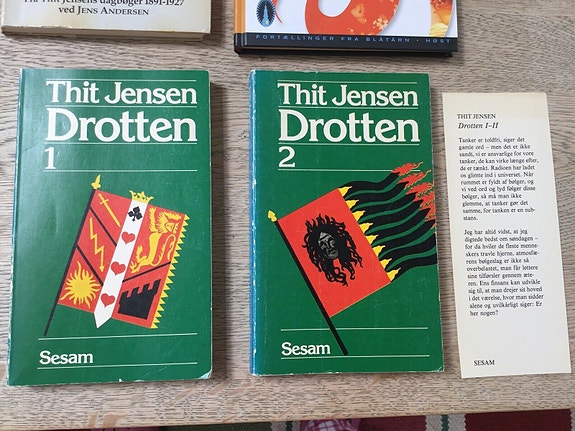 Fra Thit Jensens dagbøger 1891-1927
ved JENS ANDERSEN
FORTÆLLINGER FRA BLÅTÅRN · HØST
Thit Jensen
Drotten
1
Sesam
Thit Jensen
Drotten
2
Sesam
THIT JENSEN
Drotten I–II
Tanker er toldfri, siger det
gamle ord – men det er ikke
sandt, vi er ansvarlige for vore
tanker, de kan virke længe efter,
de er tænkt. Radioen har ladet
os glimte ind i universet. Når
rummet er fyldt af bølger, og
vi ved ord og lyd følger disse
bølger, så må man ikke
glemme, at tanker gør det
samme, for tanken er en sub-
stans.
Jeg har altid vidst, at jeg
digtede bedst om søndagen –
for da hviler de fleste menne-
skers travle hjerne, atmosfæ-
rens bølgeslag er ikke så
overbelastet, man får lettere
sine tilførsler gennem æte-
ren. Ens finsans kan udvikle
sig til, at man drejer sit hoved
i det værelse, hvor man sidder
alene og uvilkårligt siger: Er
her nogen?
SESAM